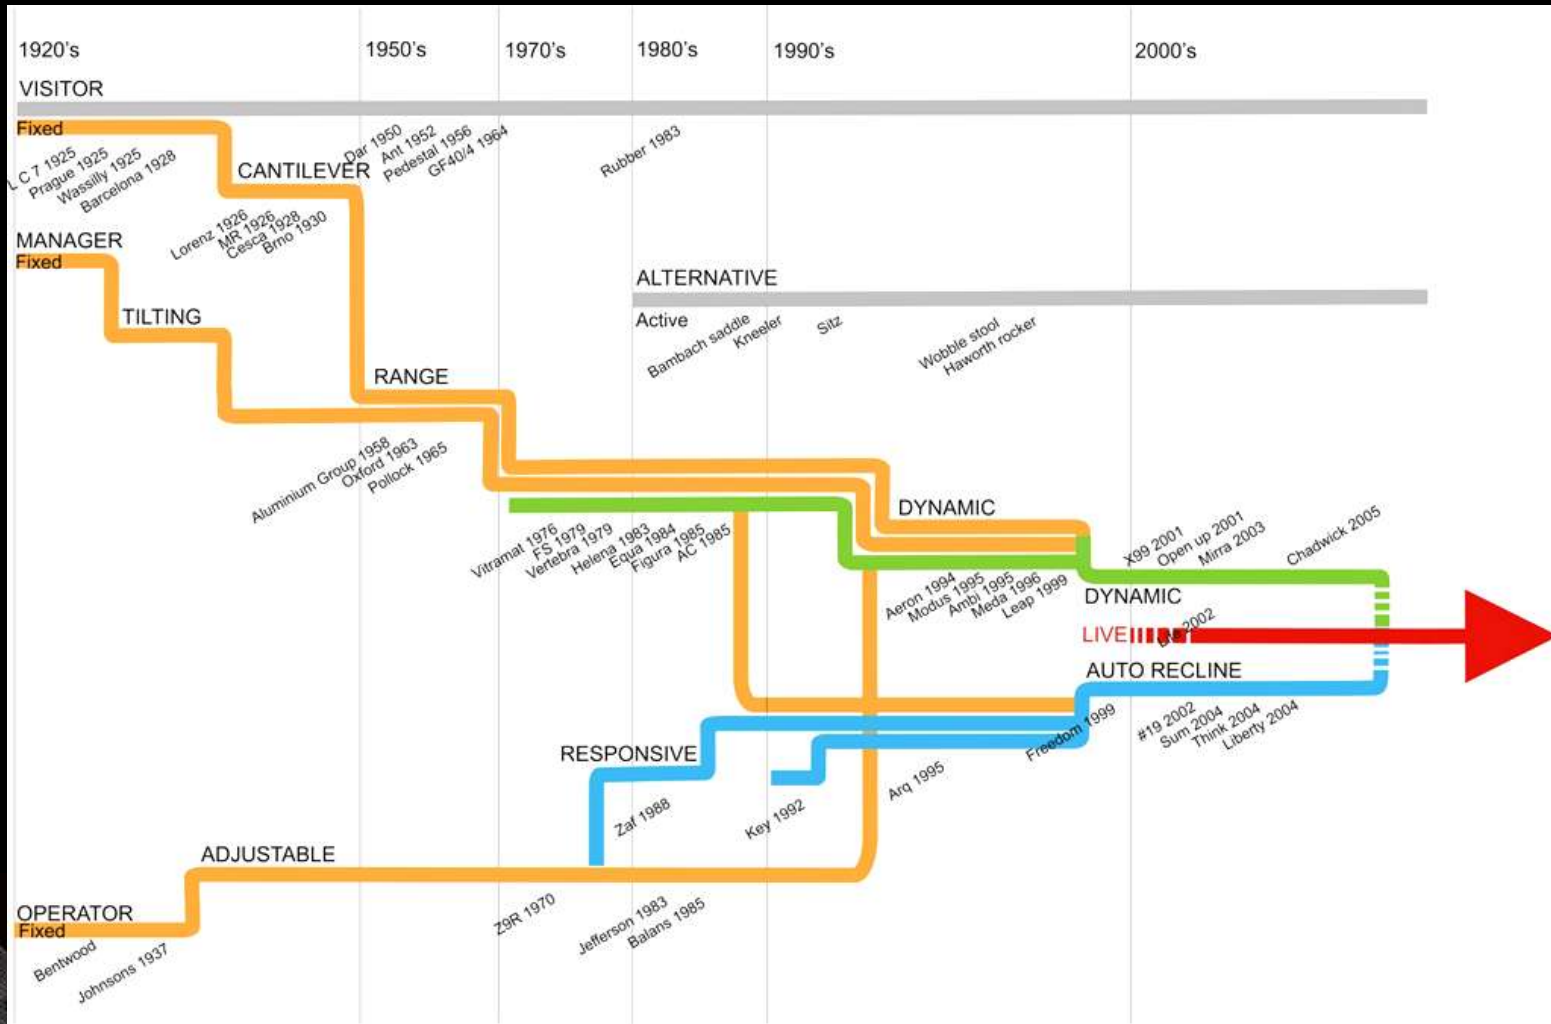 1920's
1950's
1970's
1980's
1990's
2000's
VISITOR
Fixed
L C 7 1925
Prague 1925
Wassilly 1925
Barcelona 1928
CANTILEVER
Dar 1950
Ant 1952
Pedestal 1956
GF40/4 1964
Rubber 1983
Lorenz 1926
MR 1926
Cesca 1928
Brno 1930
MANAGER
Fixed
TILTING
ALTERNATIVE
Active
Bambach saddle
Kneeler
Sitz
Wobble stool
Haworth rocker
RANGE
Aluminium Group 1958
Oxford 1963
Pollock 1965
DYNAMIC
Vitramat 1976
FS 1979
Vertebra 1979
Helena 1983
Equa 1984
Figura 1985
AC 1985
X99 2001
Open up 2001
Mirra 2003
Chadwick 2005
Aeron 1994
Modus 1995
Ambi 1995
Meda 1996
Leap 1999
DYNAMIC
LIVE
2002
AUTO RECLINE
#19 2002
Sum 2004
Think 2004
Liberty 2004
Freedom 1999
RESPONSIVE
Zaf 1988
Key 1992
Arq 1995
ADJUSTABLE
Z9R 1970
Jefferson 1983
Balans 1985
OPERATOR
Fixed
Bentwood
Johnsons 1937